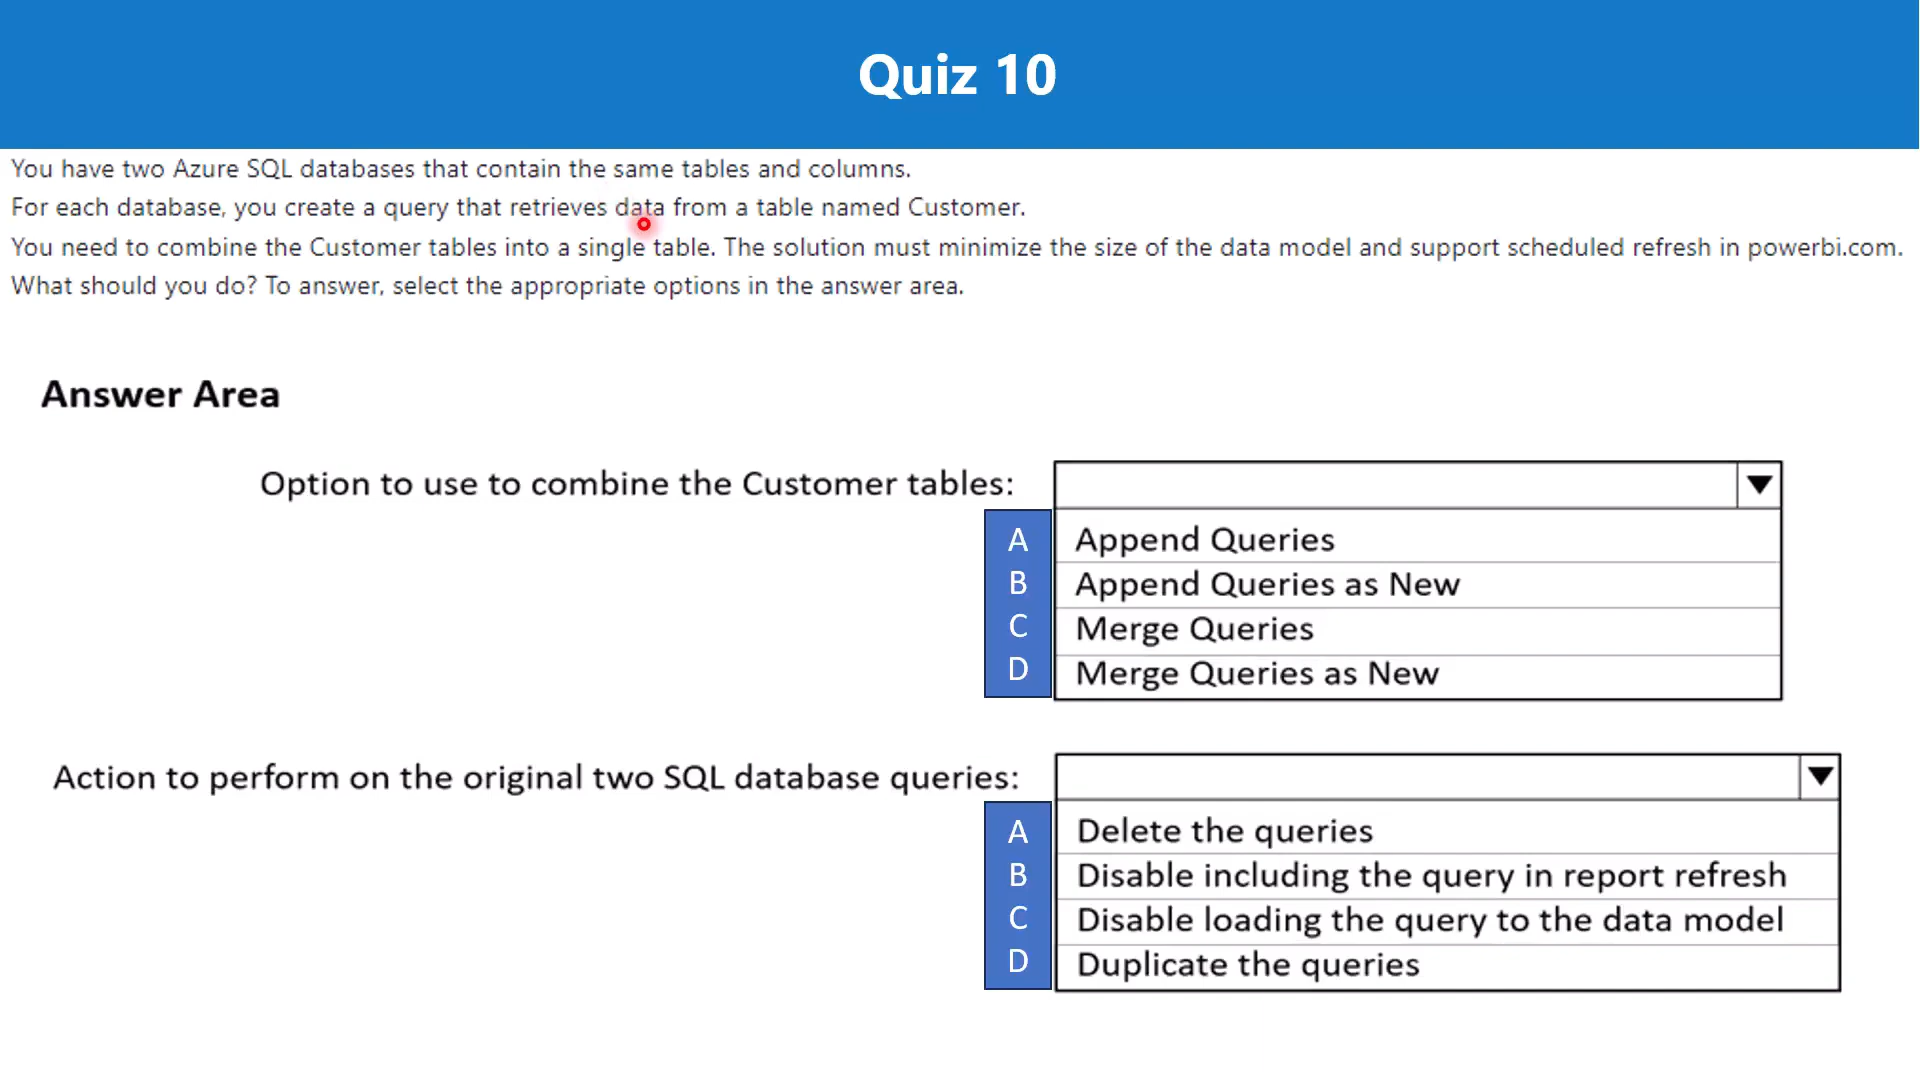 Quiz 10
You have two Azure SQL databases that contain the same tables and columns.
For each database, you create a query that retrieves data from a table named Customer.
You need to combine the Customer tables into a single table. The solution must minimize the size of the data model and support scheduled refresh in powerbi.com.
What should you do? To answer, select the appropriate options in the answer area.
Answer Area
Option to use to combine the Customer tables:
A Append Queries
B Append Queries as New
C Merge Queries
D Merge Queries as New
Action to perform on the original two SQL database queries:
A Delete the queries
B Disable including the query in report refresh
C Disable loading the query to the data model
D Duplicate the queries